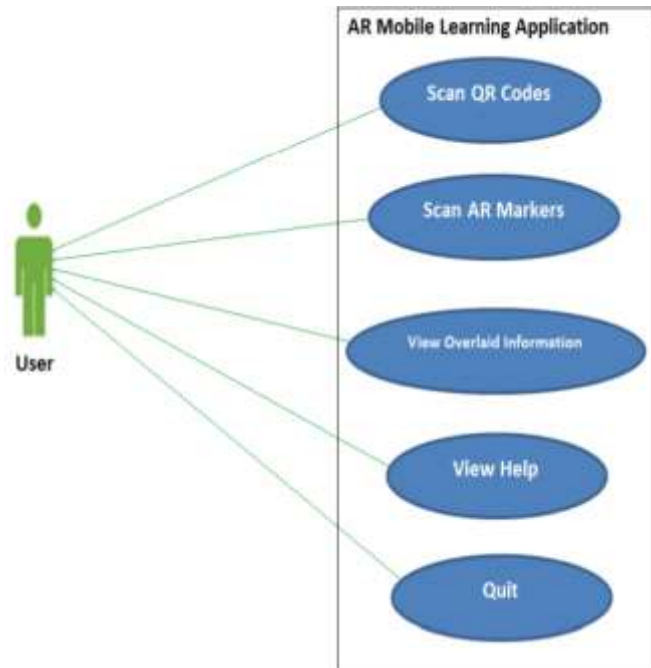 AR Mobile Learning Application
Scan QR Codes
Scan AR Markers
View Overlaid Information
User
View Help
Quit